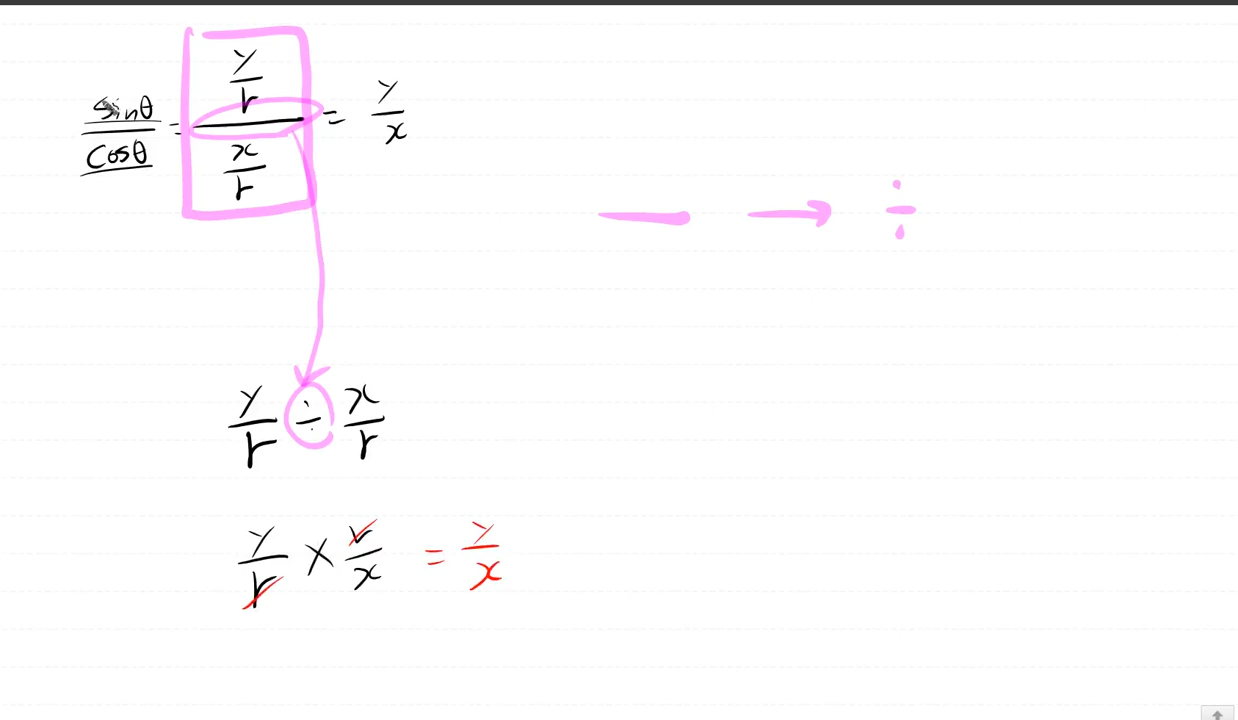 sinθ/cosθ = (y/r)/(x/r) = y/x
— → ÷
y/r ÷ x/r
y/r × r/x = y/x